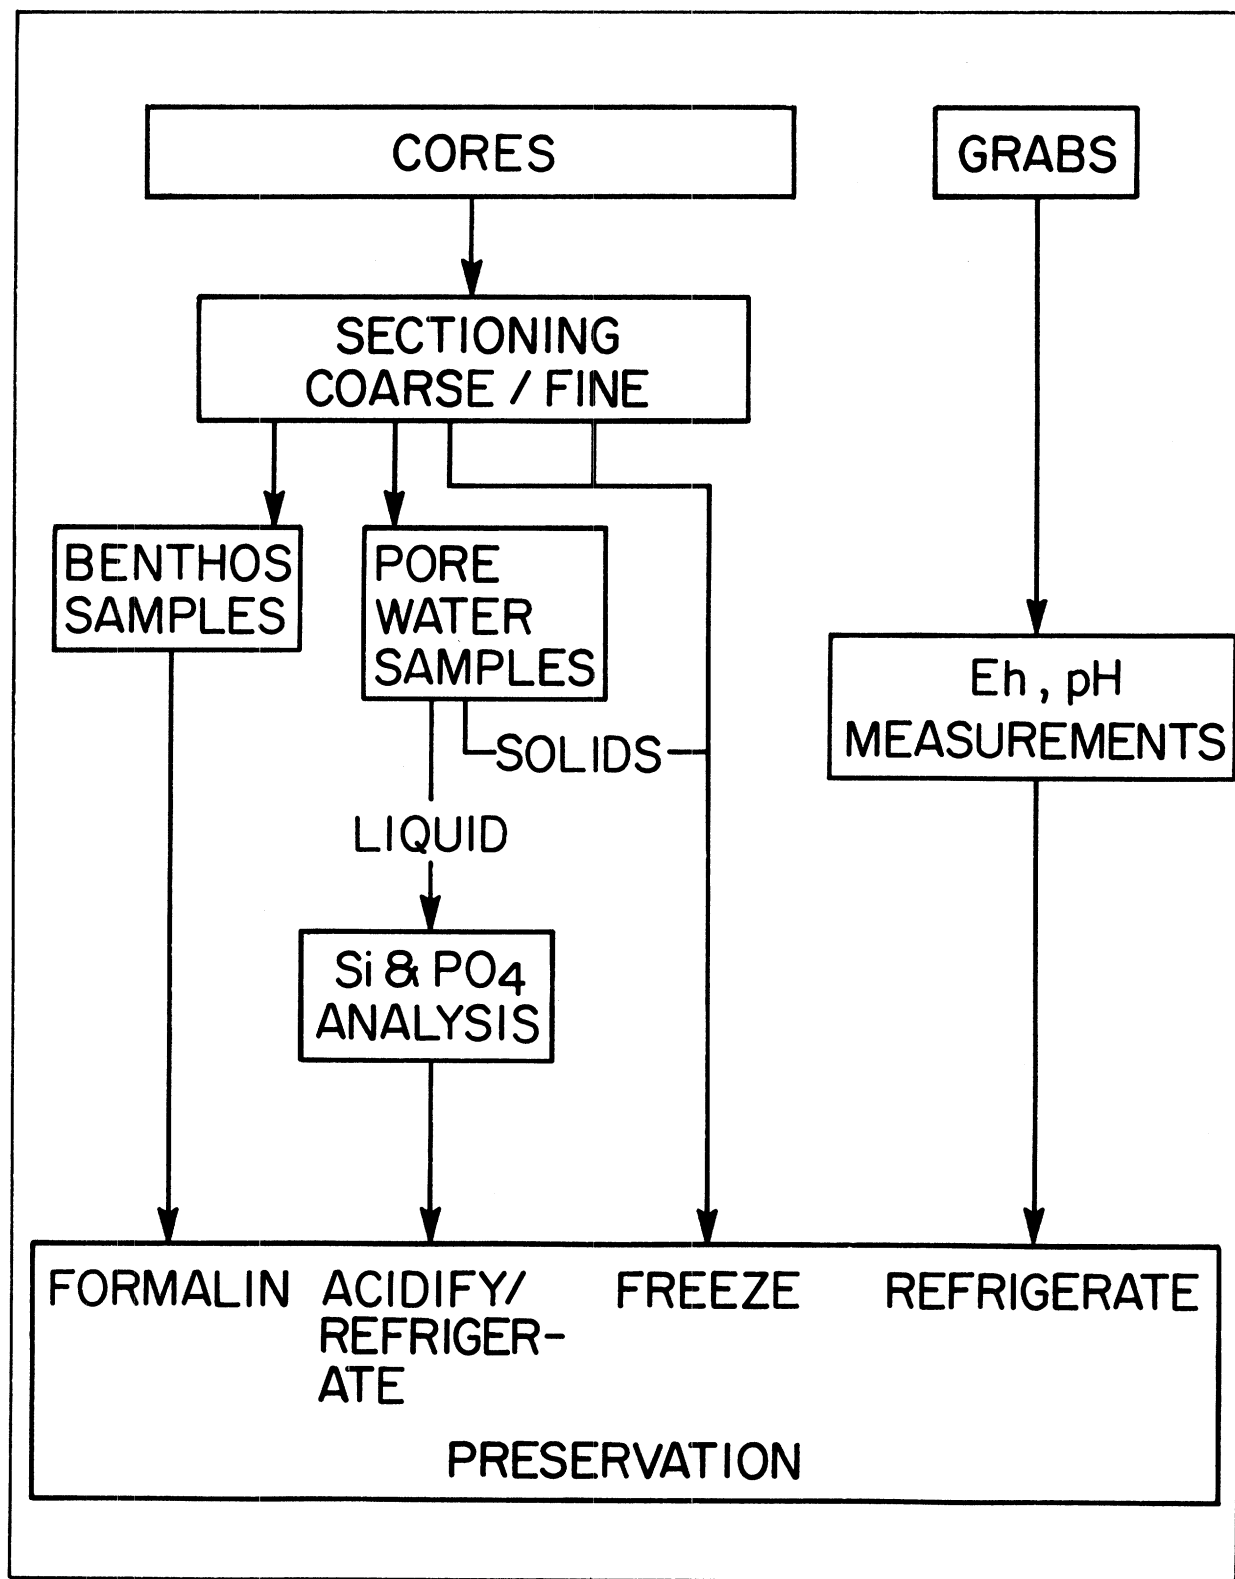 CORES
GRABS
SECTIONING
COARSE / FINE
BENTHOS
SAMPLES
PORE
WATER
SAMPLES
Eh, pH
MEASUREMENTS
SOLIDS
LIQUID
Si & PO4
ANALYSIS
FORMALIN
ACIDIFY/
REFRIGER-
ATE
FREEZE
REFRIGERATE
PRESERVATION